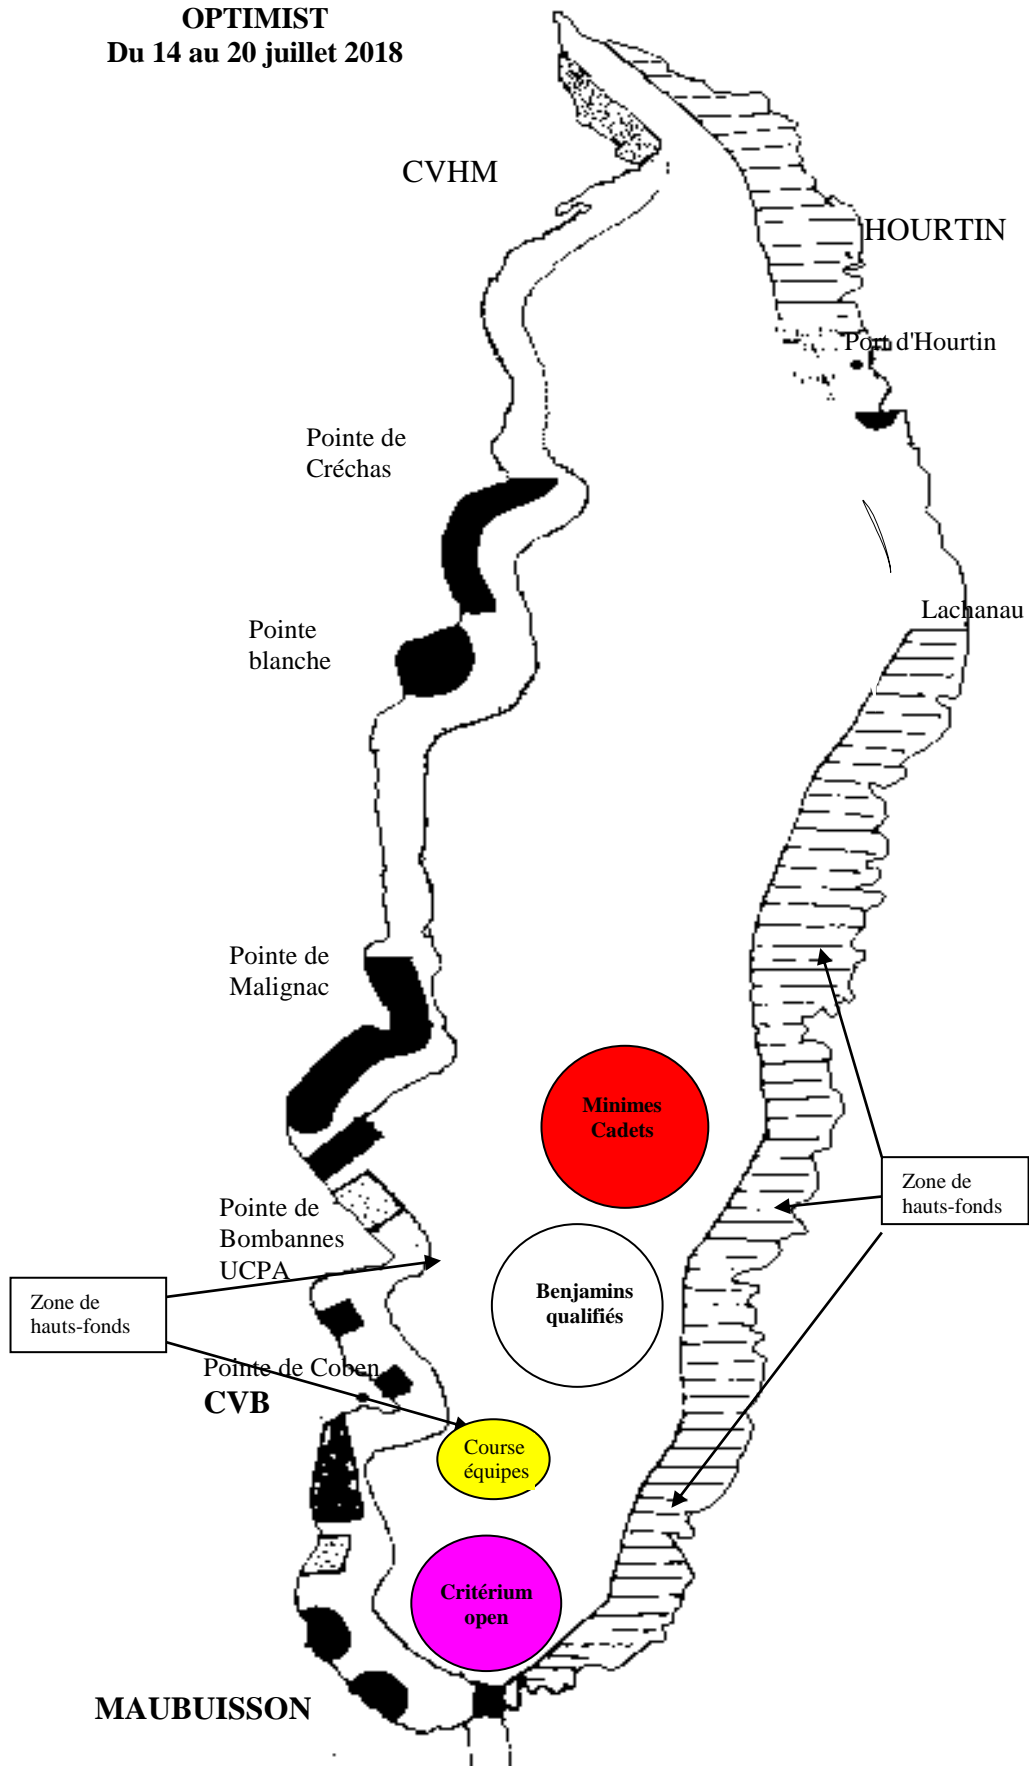 OPTIMIST
Du 14 au 20 juillet 2018
CVHM
HOURTIN
Port d'Hourtin
Pointe de
Créchas
Lachanau
Pointe
blanche
Pointe de
Malignac
Minimes
Cadets
Zone de
hauts-fonds
Pointe de
Bombannes
UCPA
Benjamins
qualifiés
Zone de
hauts-fonds
Pointe de Coben
CVB
Course
équipes
Critérium
open
MAUBUISSON